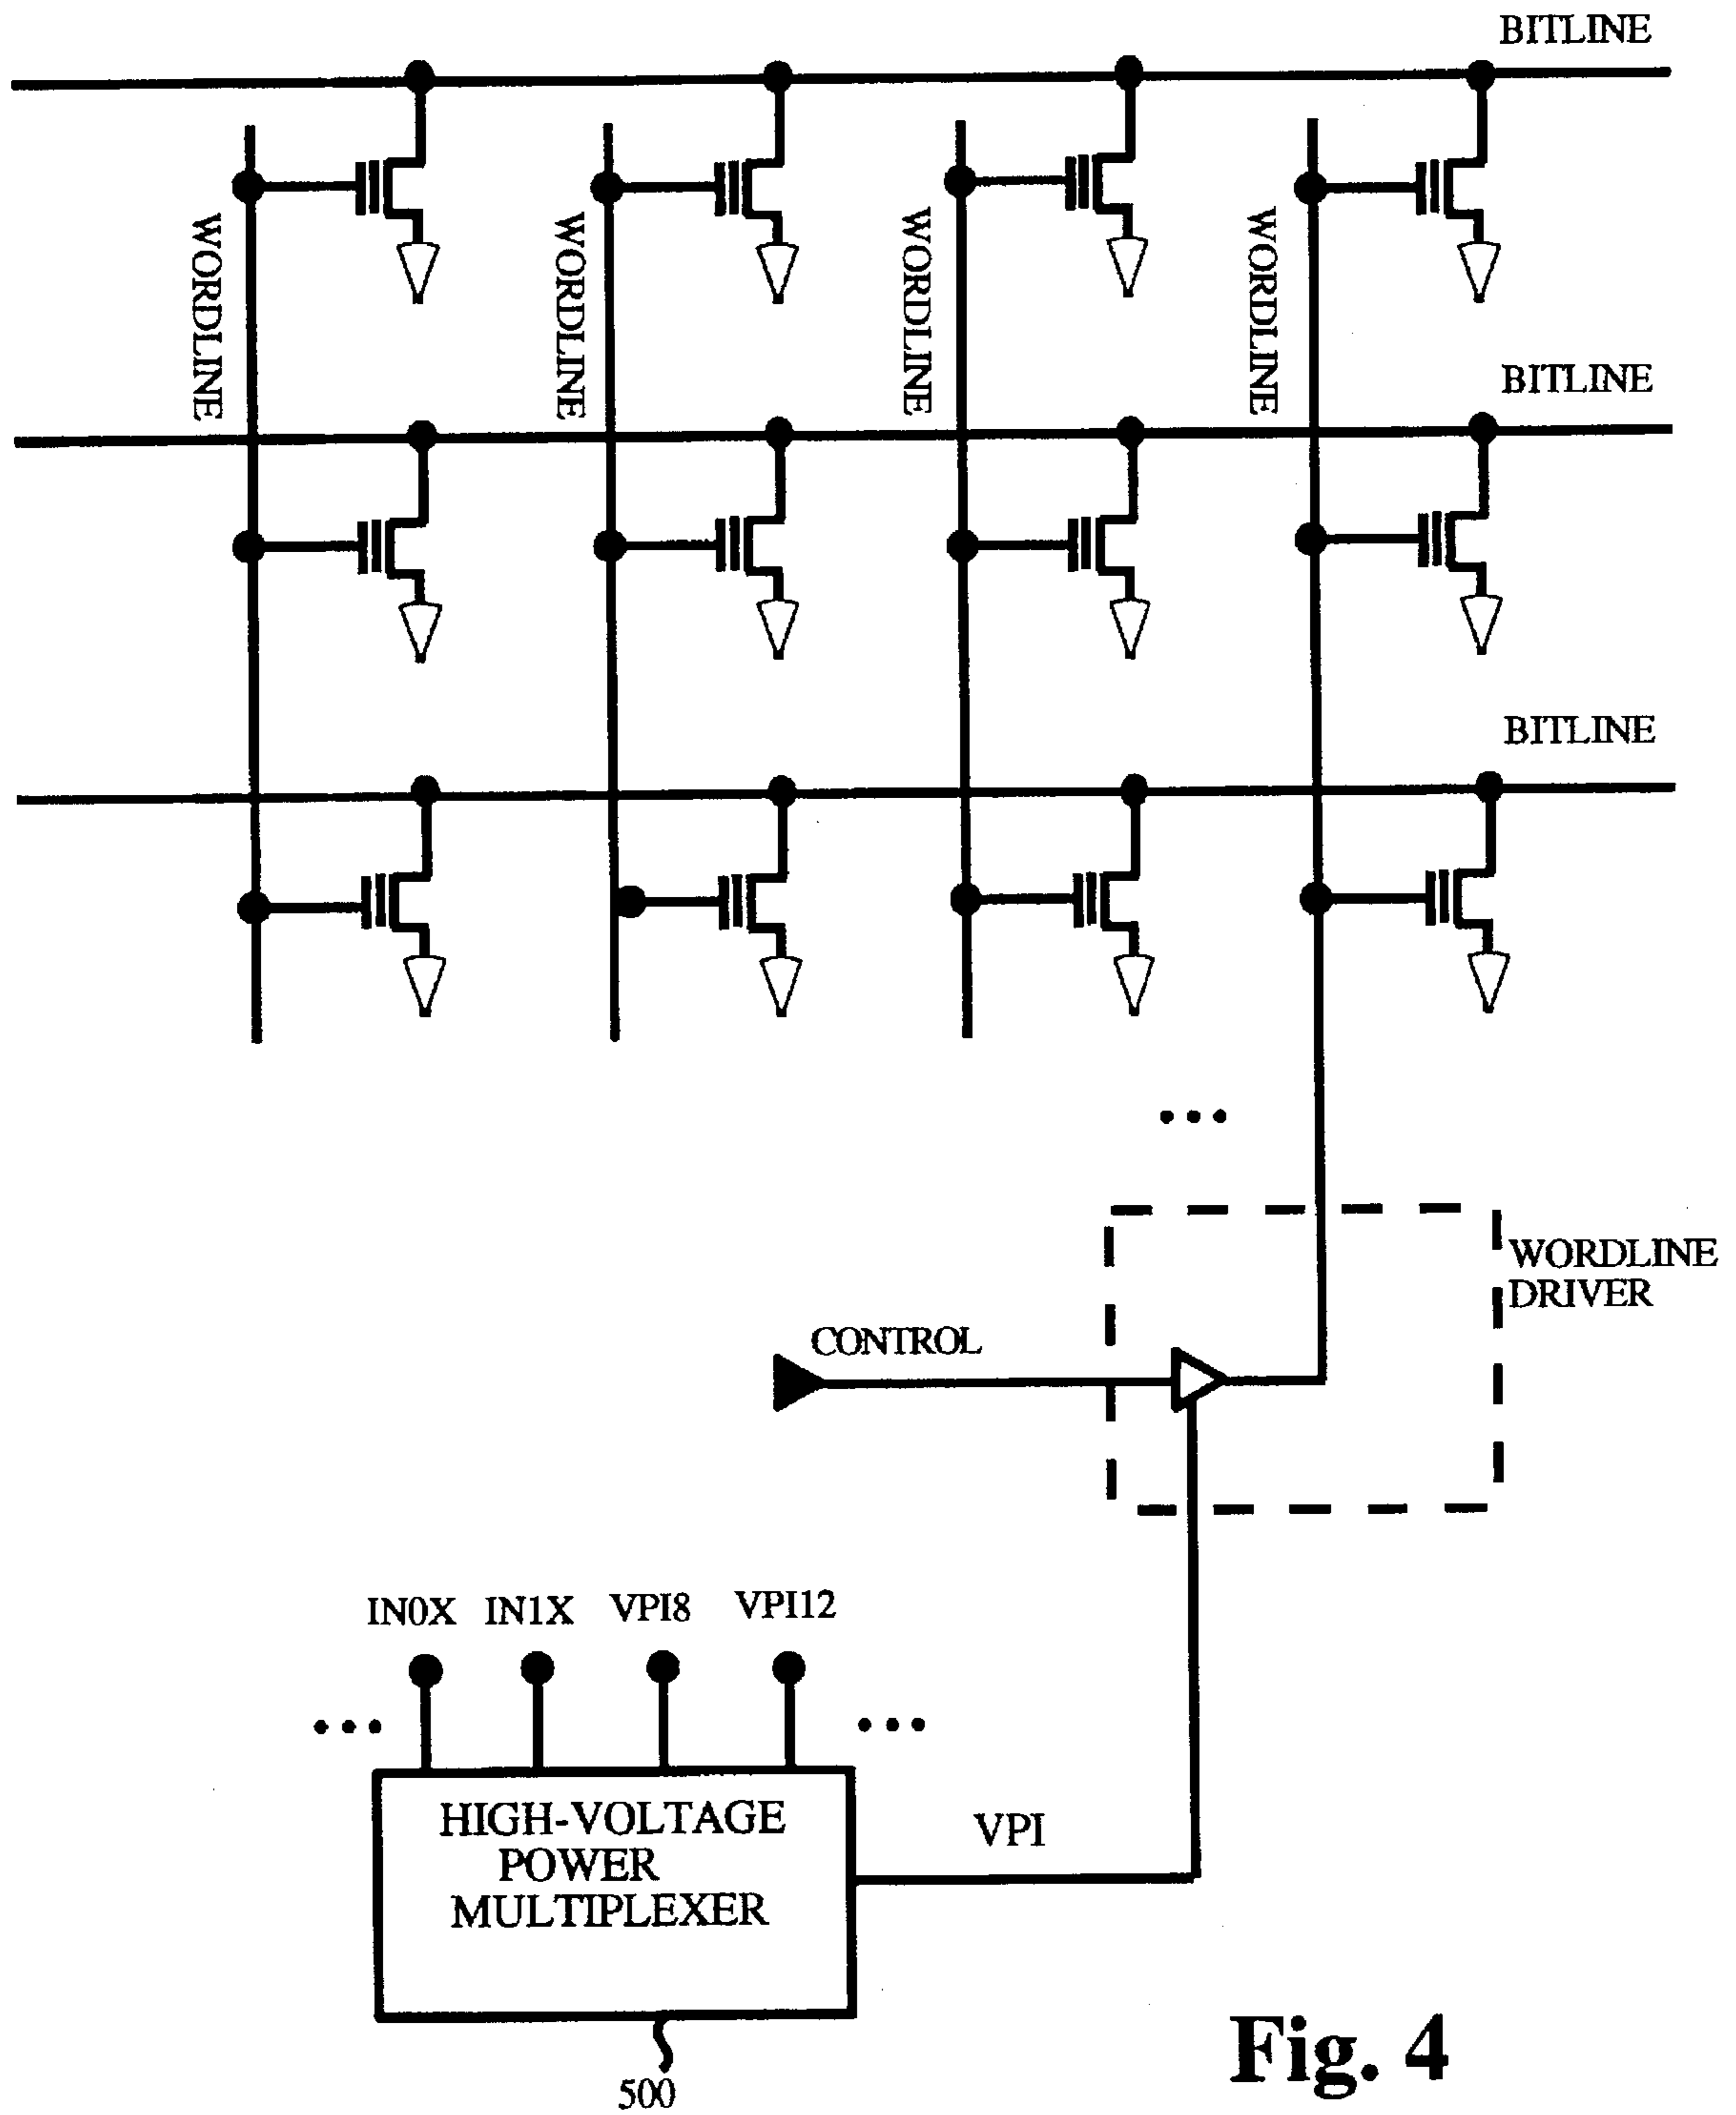 BITLINE
WORDLINE
WORDLINE
WORDLINE
WORDLINE
BITLINE
BITLINE
...
WORDLINE
DRIVER
CONTROL
IN0X IN1X VPI8 VPI12
... ...
HIGH-VOLTAGE
POWER
MULTIPLEXER
VPI
500
Fig. 4